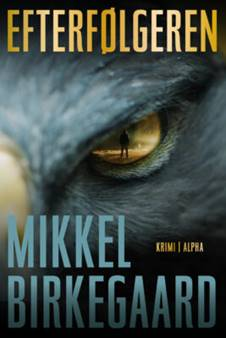 EFTERFØLGEREN
MIKKEL
KRIMI | ALPHA
BIRKEGAARD